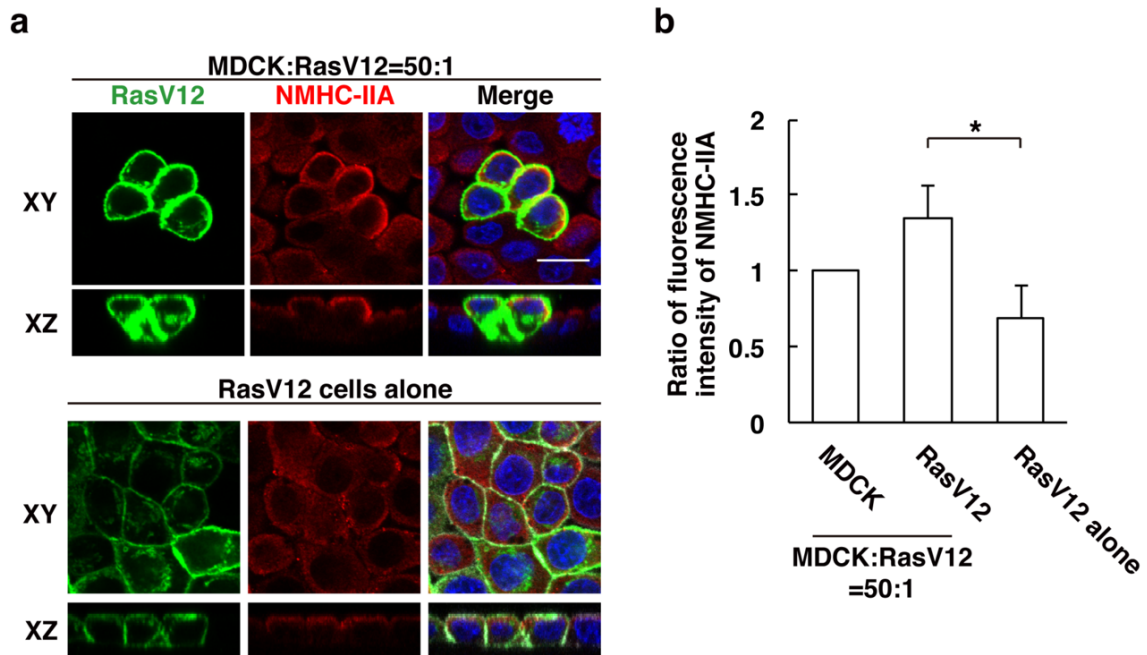 a
MDCK:RasV12=50:1
RasV12 NMHC-IIA Merge
XY
XZ
RasV12 cells alone
XY
XZ
b
Ratio of fluorescence
intensity of NMHC-IIA
2
1.5
1
0.5
0
*
MDCK
RasV12
RasV12 alone
MDCK:RasV12
=50:1